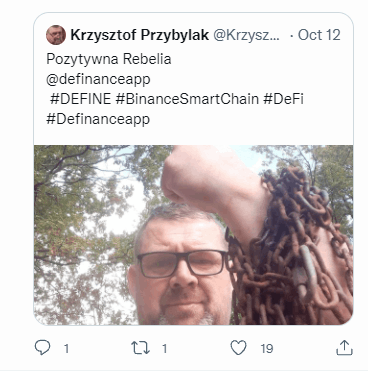 Krzysztof Przybylak @Krzysz... · Oct 12
Pozytywna Rebelia
@definanceapp
#DEFINE #BinanceSmartChain #DeFi
#Definanceapp
1 1 19